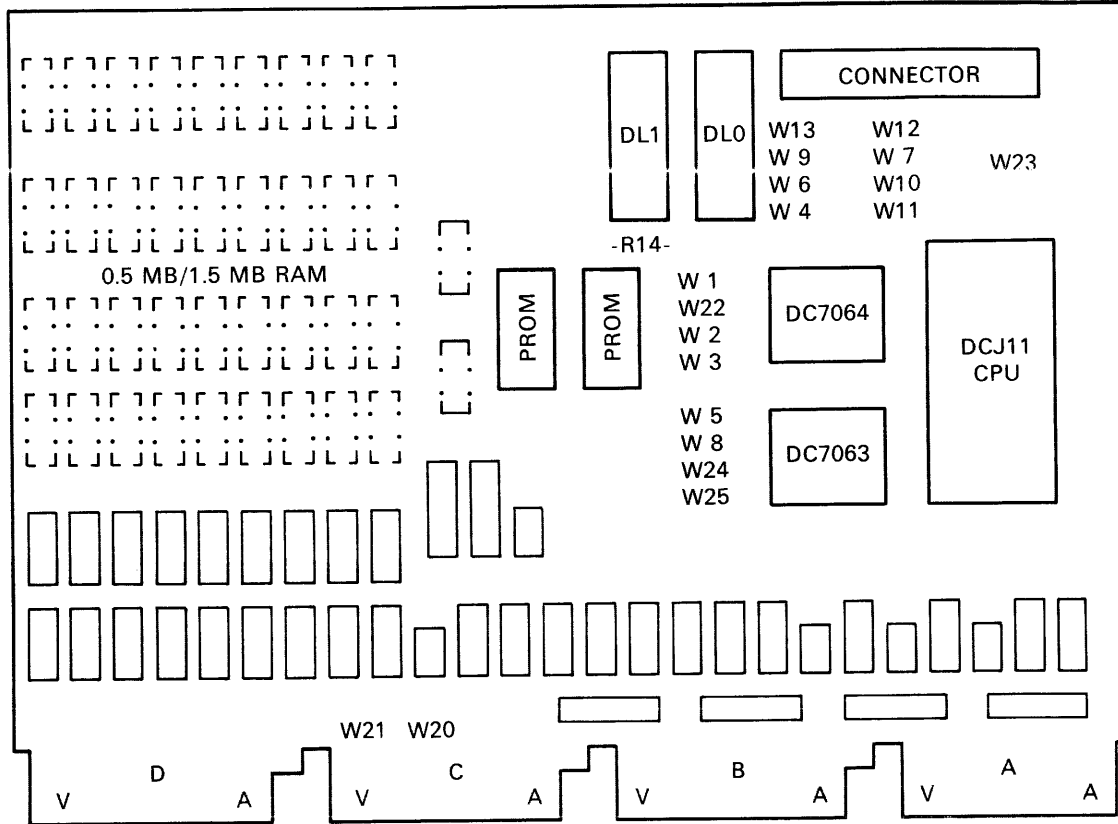 CONNECTOR
DL1 DL0
W13 W12
W 9 W 7 W23
W 6 W10
W 4 W11
-R14-
0.5 MB/1.5 MB RAM
W 1
W22
W 2
W 3
PROM PROM
DC7064
DCJ11
CPU
W 5
W 8
W24
W25
DC7063
W21 W20
D C B A
V A V A V A V A